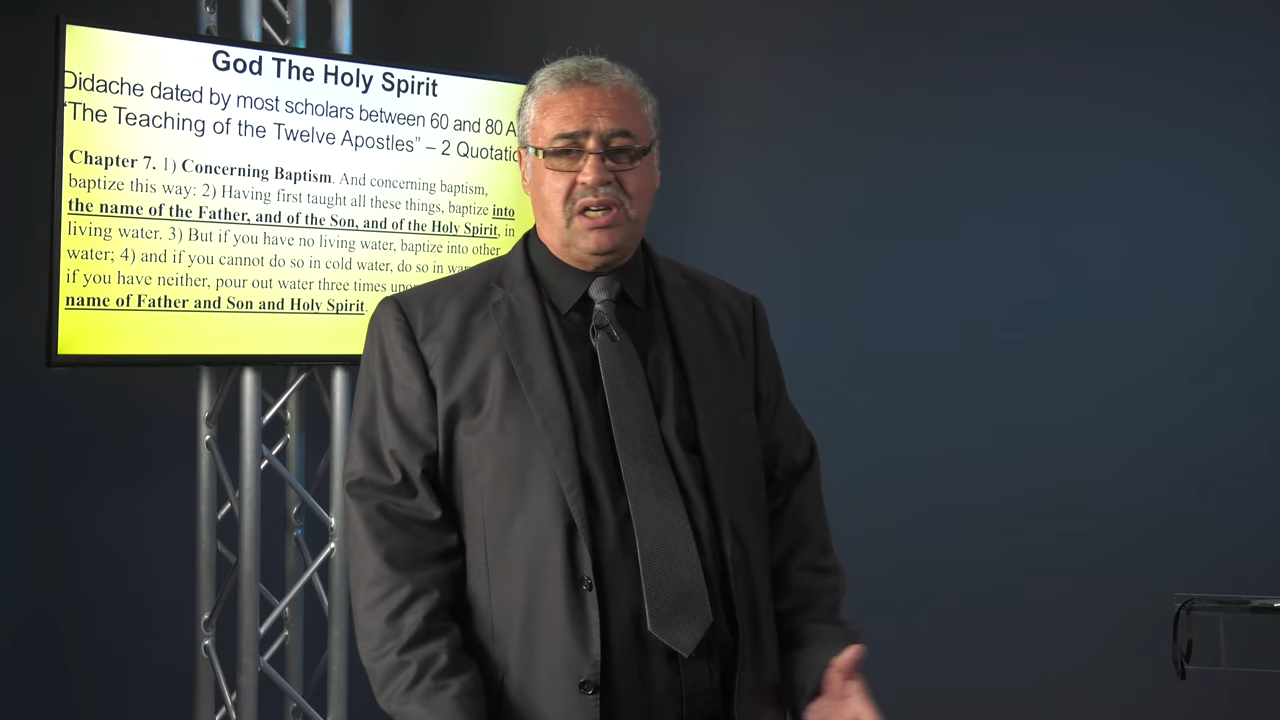 God The Holy Spirit
Didache dated by most scholars between 60 and 80 A
“The Teaching of the Twelve Apostles” – 2
Chapter 7. 1) Concerning Baptism. And concerning baptism,
baptize this way: 2) Having first taught all these things, baptize into
the name of the Father, and of the Son, and of the Holy Spirit, in
living water. 3) But if you have no living water, baptize into other
water; 4) and if you cannot do so in cold water, do so in
if you have neither, pour out water three times
name of Father and Son and Holy Spirit.